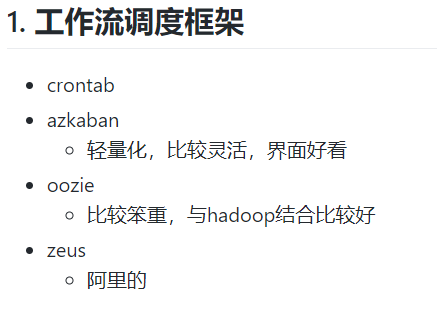 1. 工作流调度框架
crontab
azkaban
轻量化，比较灵活，界面好看
oozie
比较笨重，与hadoop结合比较好
zeus
阿里的